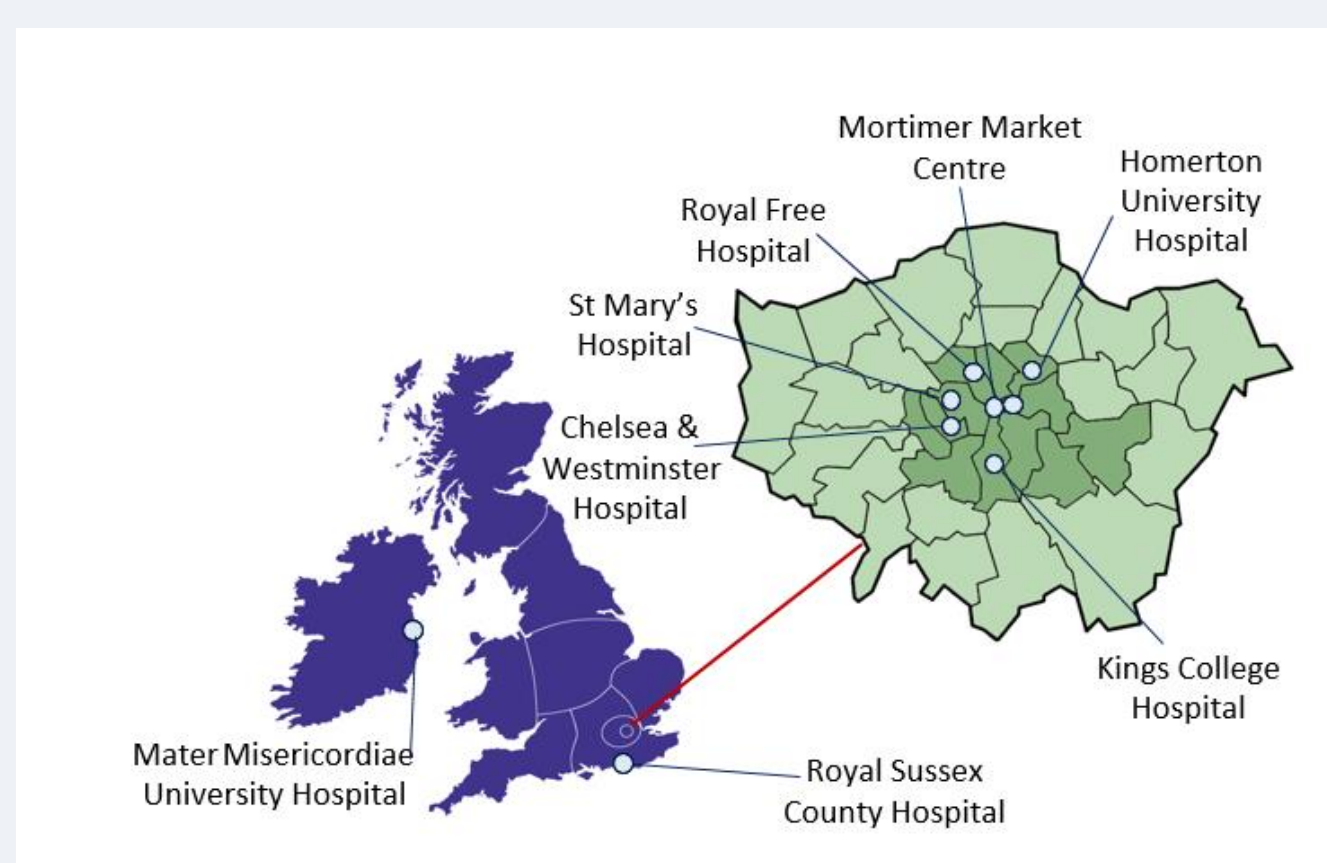 Mortimer Market
Centre
Homerton
University
Hospital
Royal Free
Hospital
St Mary's
Hospital
Chelsea &
Westminster
Hospital
Kings College
Hospital
Mater Misericordiae
University Hospital
Royal Sussex
County Hospital